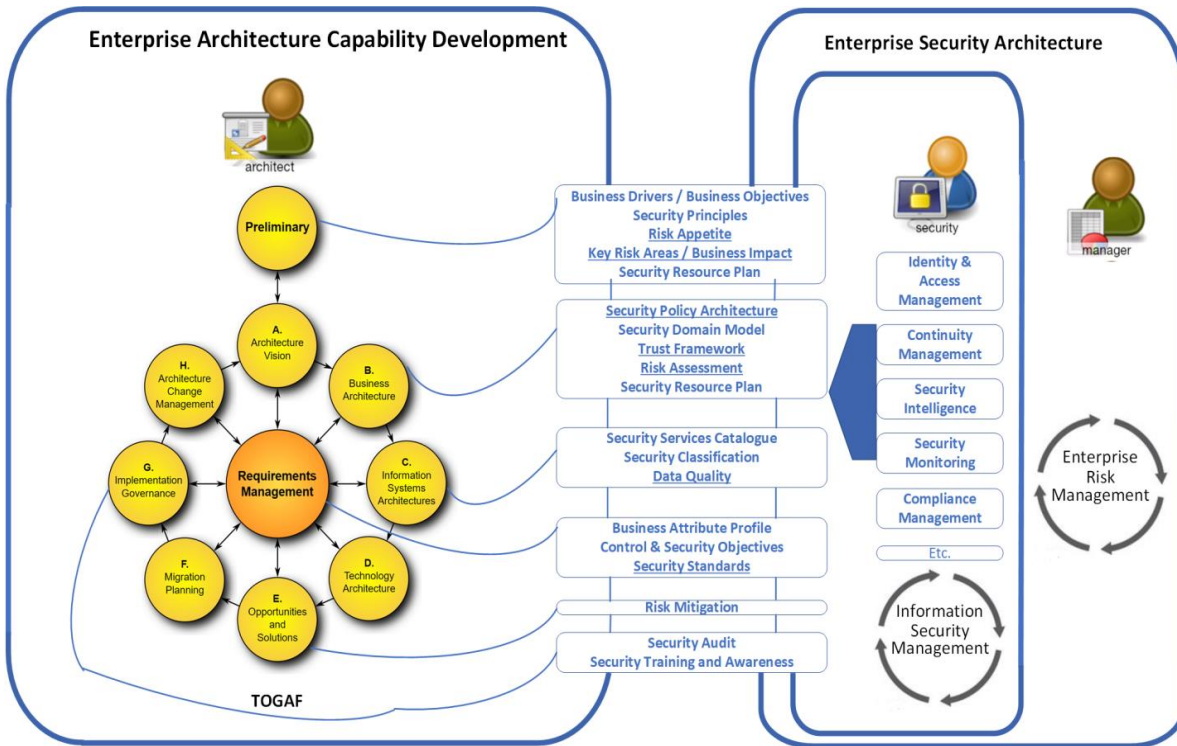 Enterprise Architecture Capability Development
architect
Preliminary
A.
Architecture
Vision
B.
Business
Architecture
C.
Information
Systems
Architectures
D.
Technology
Architecture
E.
Opportunities
and
Solutions
F.
Migration
Planning
G.
Implementation
Governance
H.
Architecture
Change
Management
Requirements
Management
TOGAF
Business Drivers / Business Objectives
Security Principles
Risk Appetite
Key Risk Areas / Business Impact
Security Resource Plan
Security Policy Architecture
Security Domain Model
Trust Framework
Risk Assessment
Security Resource Plan
Security Services Catalogue
Security Classification
Data Quality
Business Attribute Profile
Control & Security Objectives
Security Standards
Risk Mitigation
Security Audit
Security Training and Awareness
Enterprise Security Architecture
security
Identity &
Access
Management
Continuity
Management
Security
Intelligence
Security
Monitoring
Compliance
Management
Etc.
Information
Security
Management
manager
Enterprise
Risk
Management